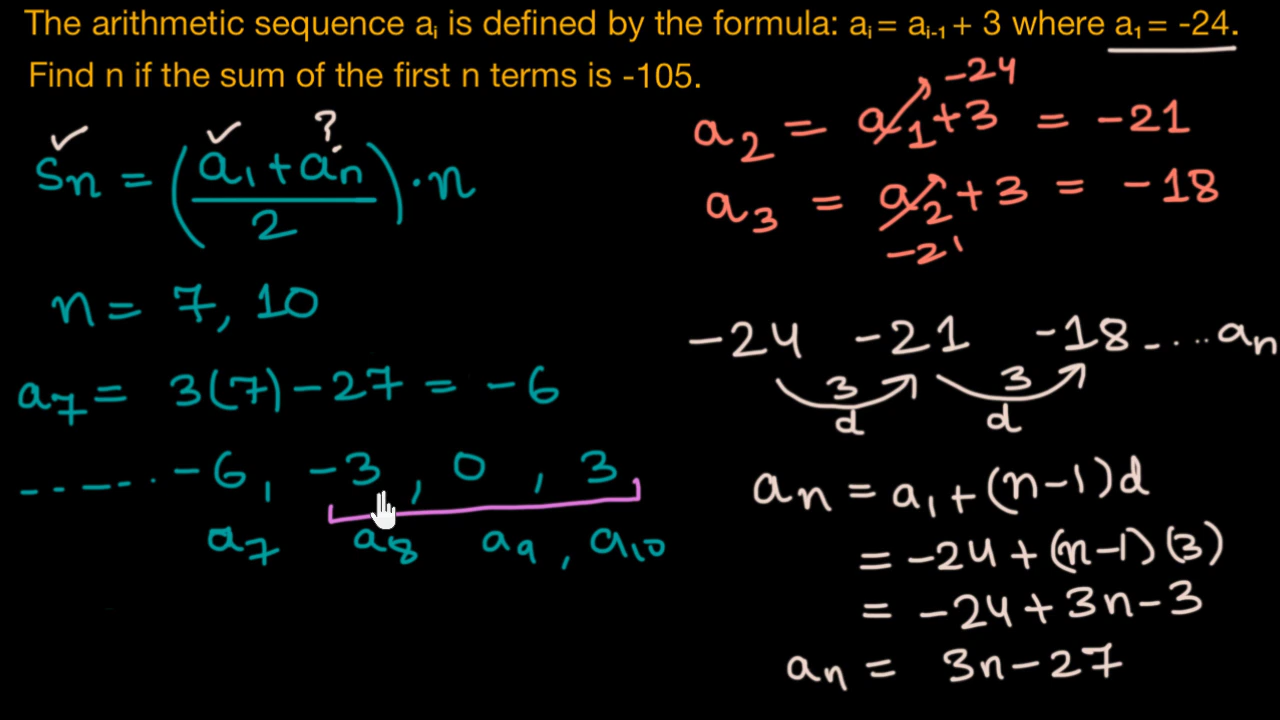 The arithmetic sequence aᵢ is defined by the formula: aᵢ = aᵢ₋₁ + 3 where a₁ = -24.
Find n if the sum of the first n terms is -105.
-24
a₂ = a₁+3 = -21
a₃ = a₂+3 = -18
-21
?
Sn = (a₁+an / 2) · n
n = 7, 10
a₇ = 3(7)-27 = -6
------. -6, -3, 0, 3
a₇ a₈ a₉, a₁₀
-24 -21 -18-... an
3 3
d d
an = a₁+(n-1)d
= -24+(n-1)(3)
= -24+3n-3
an = 3n-27